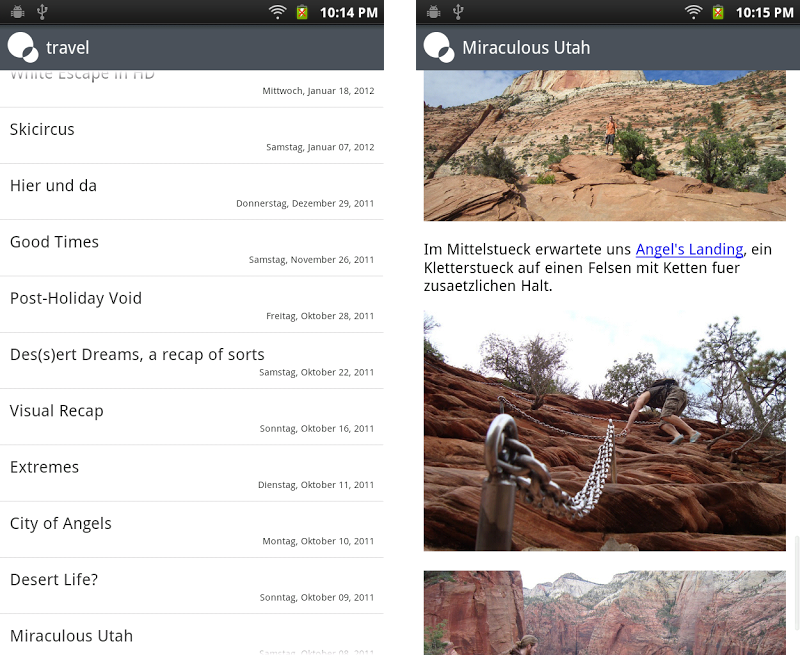 10:14 PM
travel
White Escape in HD
Mittwoch, Januar 18, 2012
Skicircus
Samstag, Januar 07, 2012
Hier und da
Donnerstag, Dezember 29, 2011
Good Times
Samstag, November 26, 2011
Post-Holiday Void
Freitag, Oktober 28, 2011
Des(s)ert Dreams, a recap of sorts
Samstag, Oktober 22, 2011
Visual Recap
Sonntag, Oktober 16, 2011
Extremes
Dienstag, Oktober 11, 2011
City of Angels
Montag, Oktober 10, 2011
Desert Life?
Sonntag, Oktober 09, 2011
Miraculous Utah
Samstag, Oktober 08, 2011
10:15 PM
Miraculous Utah
Im Mittelstueck erwartete uns Angel's Landing, ein
Kletterstueck auf einen Felsen mit Ketten fuer
zusaetzlichen Halt.